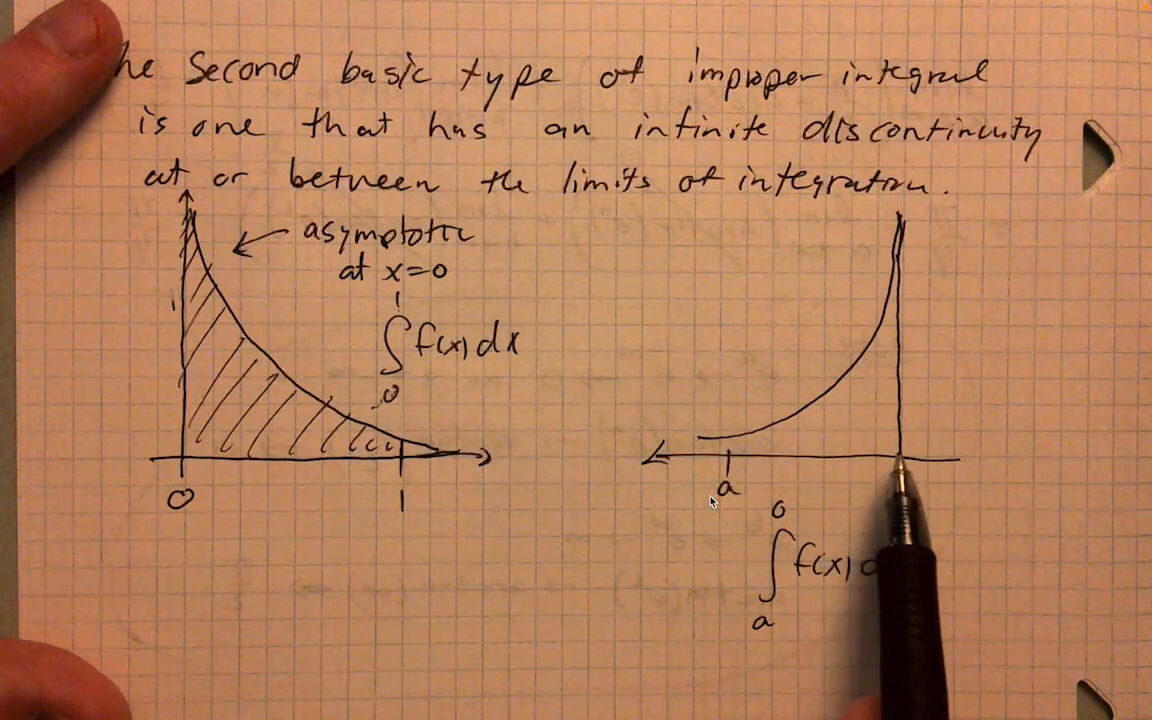 he second basic type of improper integral
is one that has an infinite discontinuity
at or between the limits of integration.
asymptotic
at x=0
1
∫ f(x) dx
0
0
1
a
0
∫ f(x) d
a